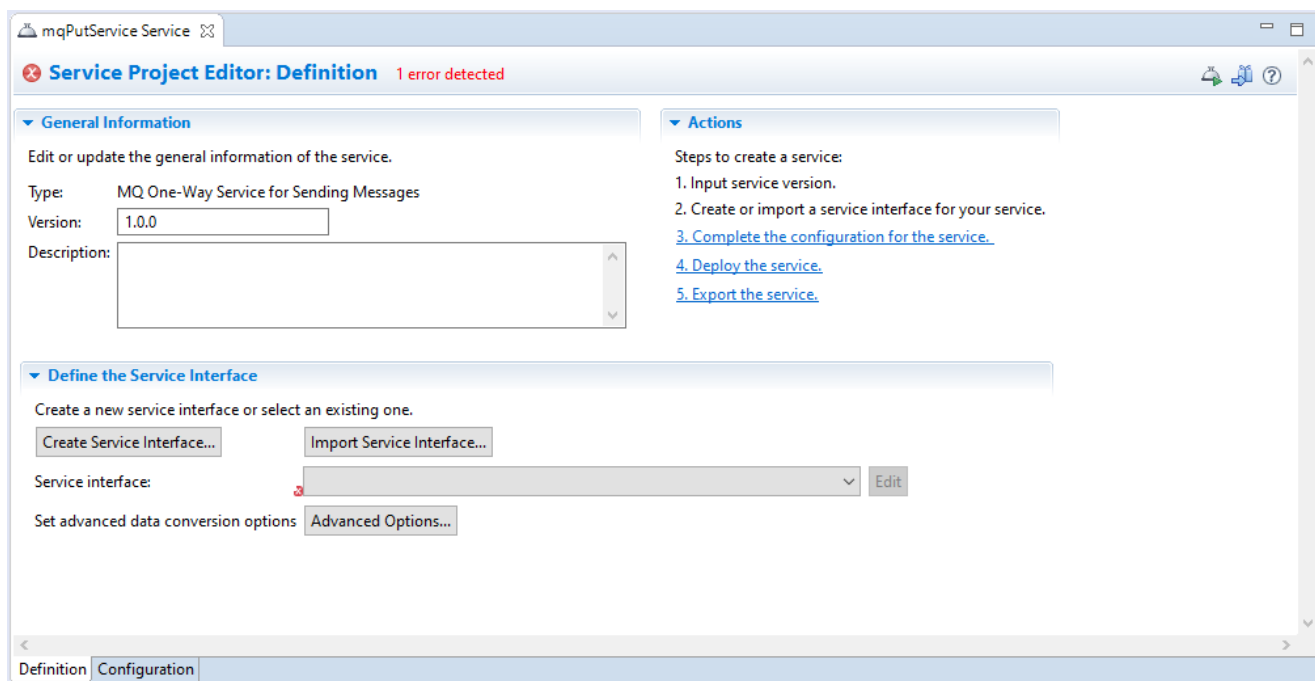 mqPutService Service
Service Project Editor: Definition 1 error detected
General Information
Edit or update the general information of the service.
Type: MQ One-Way Service for Sending Messages
Version: 1.0.0
Description:
Actions
Steps to create a service:
1. Input service version.
2. Create or import a service interface for your service.
3. Complete the configuration for the service.
4. Deploy the service.
5. Export the service.
Define the Service Interface
Create a new service interface or select an existing one.
Create Service Interface... Import Service Interface...
Service interface: Edit
Set advanced data conversion options Advanced Options...
Definition Configuration